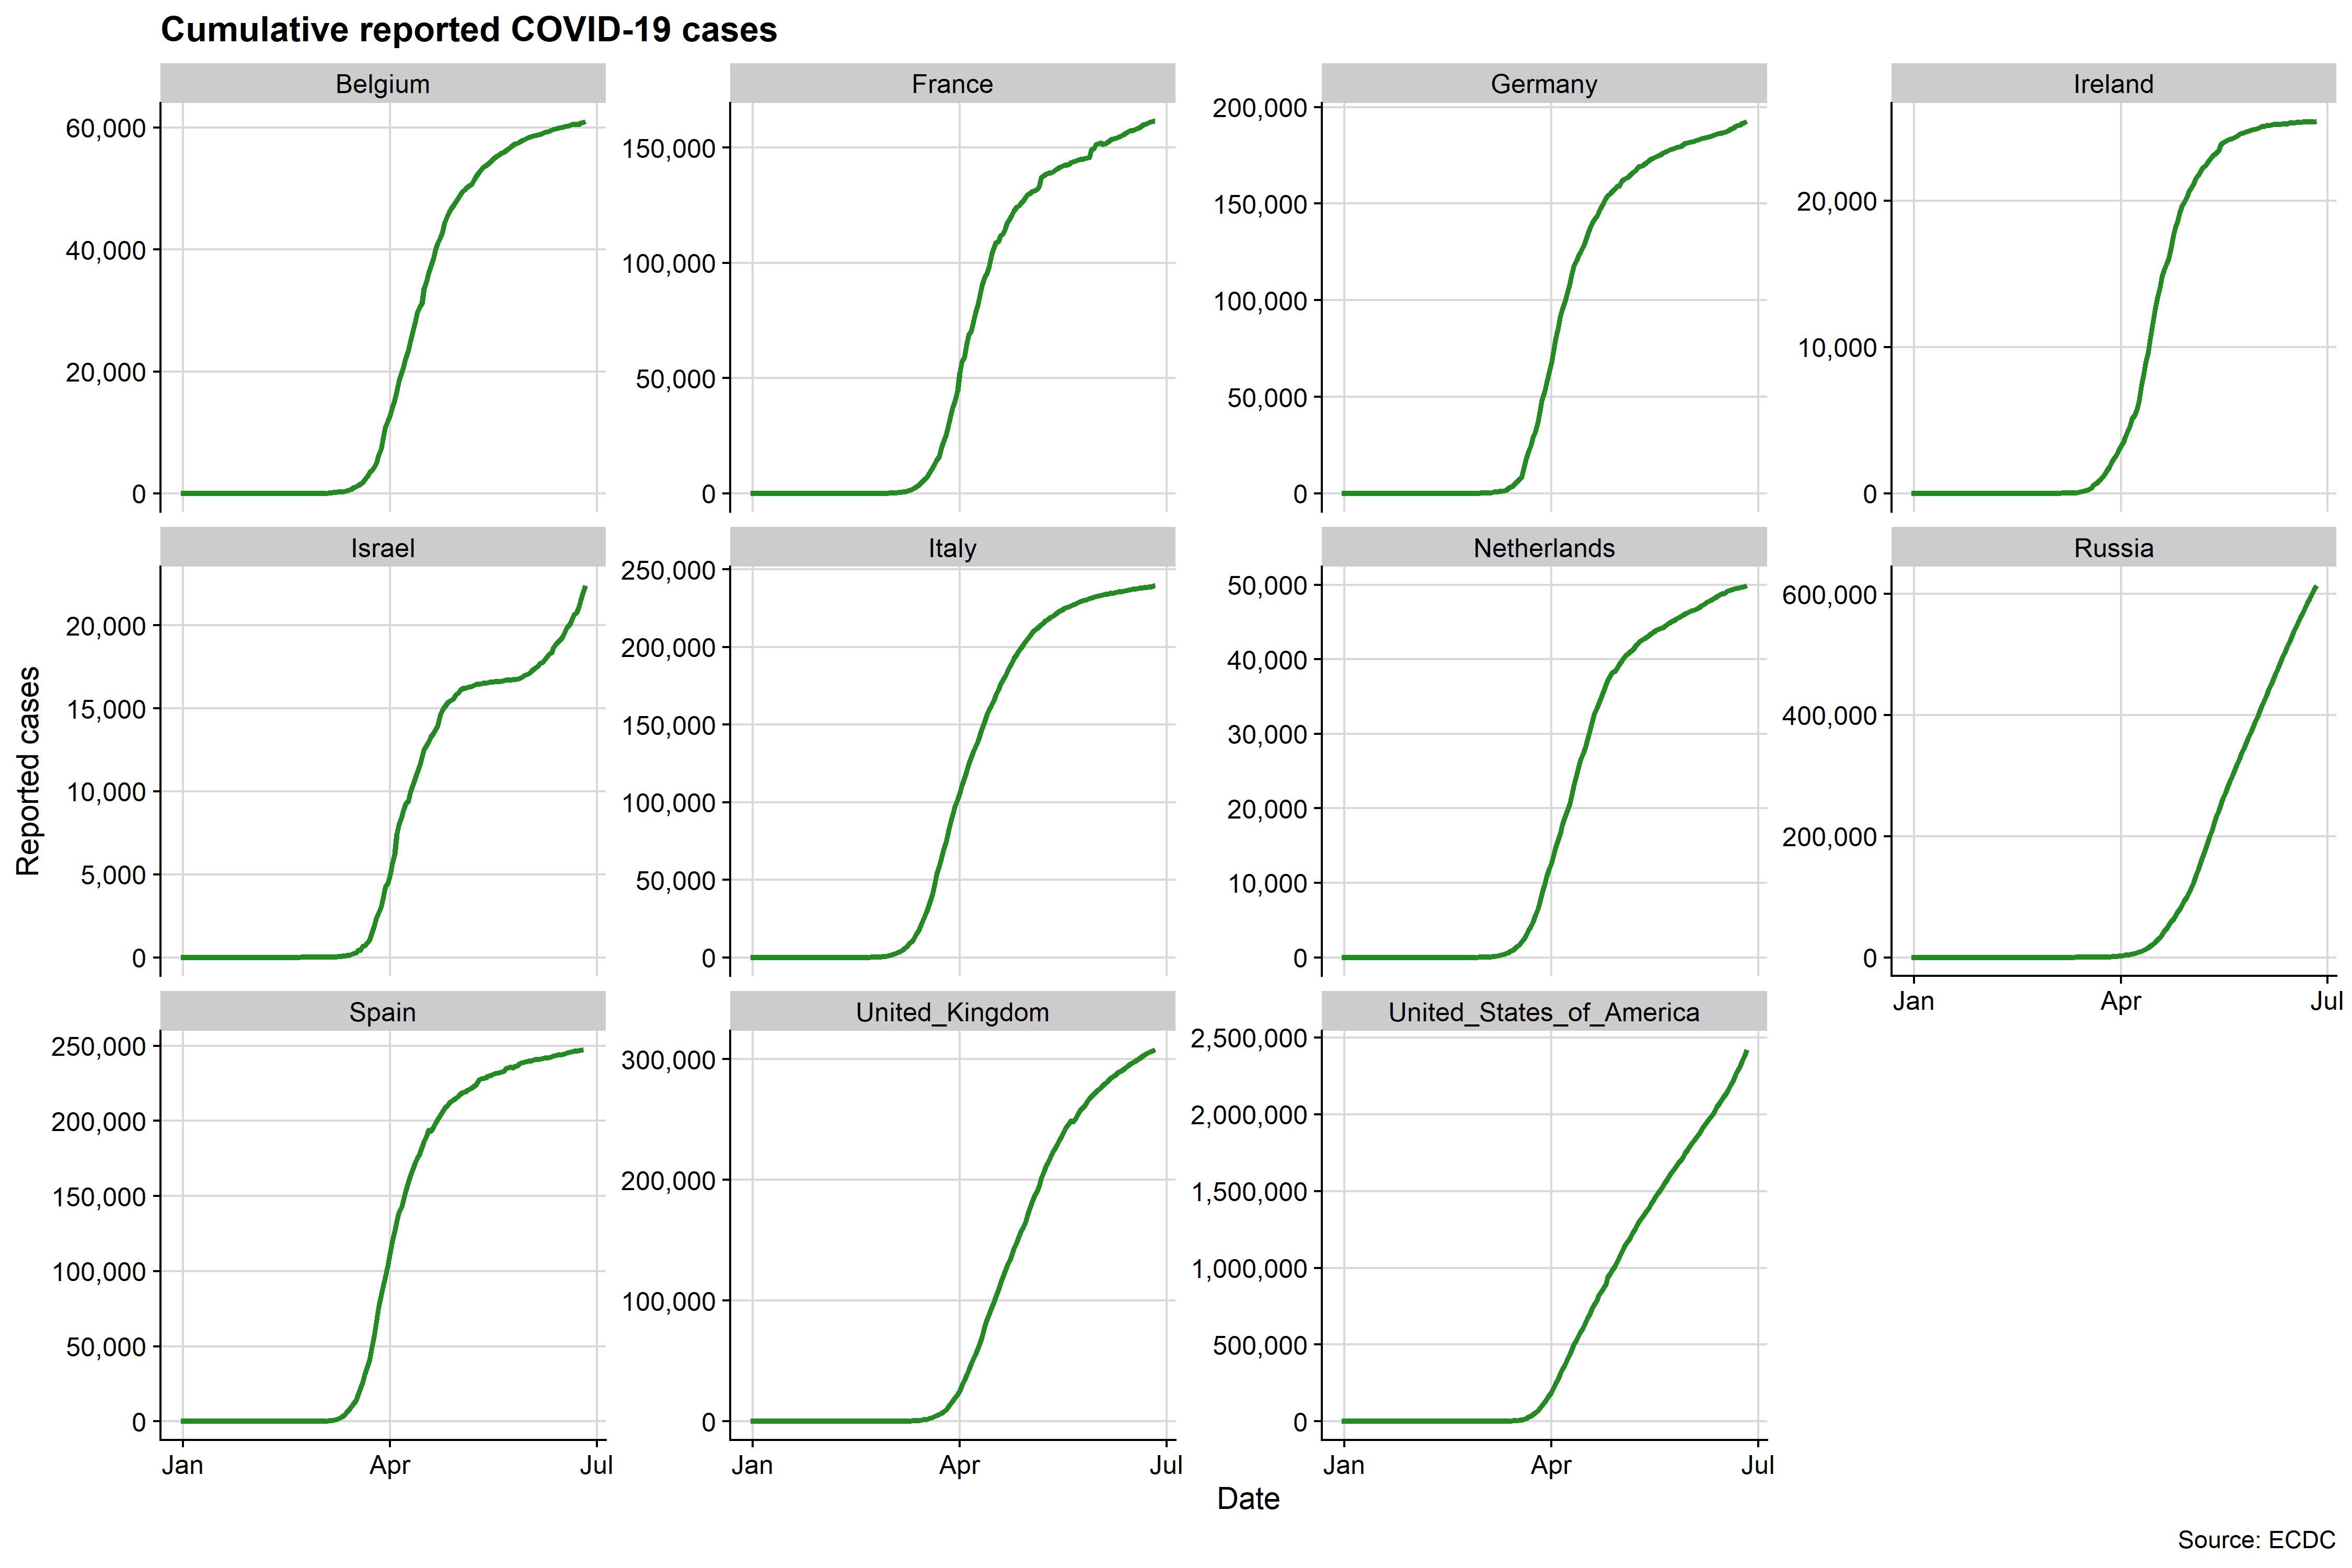 Cumulative reported COVID-19 cases
Belgium
France
Germany
Ireland
60,000
40,000
20,000
0
150,000
100,000
50,000
0
200,000
150,000
100,000
50,000
0
20,000
10,000
0
Israel
Italy
Netherlands
Russia
20,000
15,000
10,000
5,000
0
250,000
200,000
150,000
100,000
50,000
0
50,000
40,000
30,000
20,000
10,000
0
600,000
400,000
200,000
0
Jan Apr Jul
Spain
United_Kingdom
United_States_of_America
250,000
200,000
150,000
100,000
50,000
0
300,000
200,000
100,000
0
2,500,000
2,000,000
1,500,000
1,000,000
500,000
0
Jan Apr Jul
Jan Apr Jul
Jan Apr Jul
Reported cases
Date
Source: ECDC